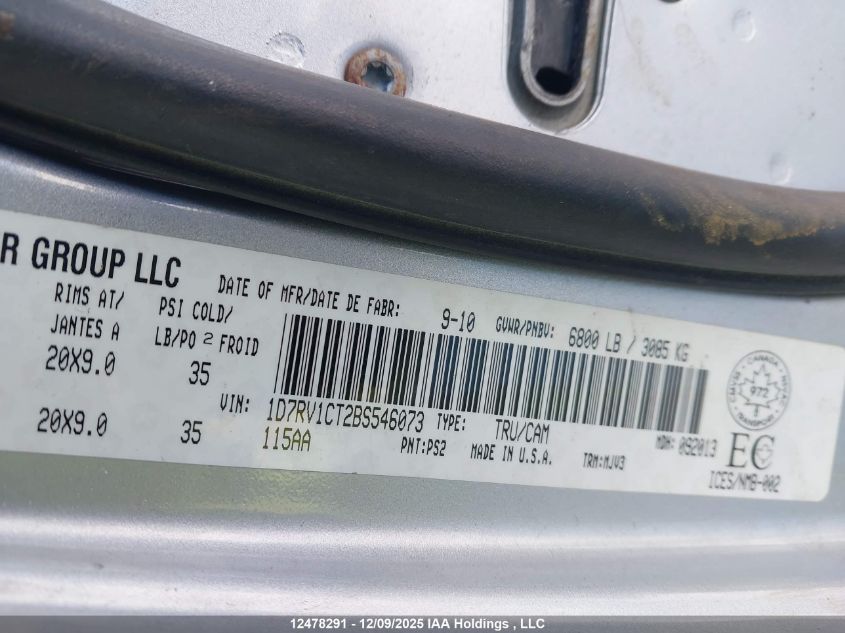 R GROUP LLC
DATE OF MFR/DATE DE FABR: 9-10 GVWR/PNBV: 6800 LB / 3085 KG
RIMS AT/ PSI COLD/
JANTES A LB/PO 2 FROID
20X9.0 35
20X9.0 35
VIN: 1D7RV1CT2BS546073 TYPE: TRU/CAM MDH: 092013
115AA PNT:PS2 MADE IN U.S.A. TRM:MJV3
CANADA
972
EC
ICES/NMB-002
12478291 - 12/09/2025 IAA Holdings , LLC